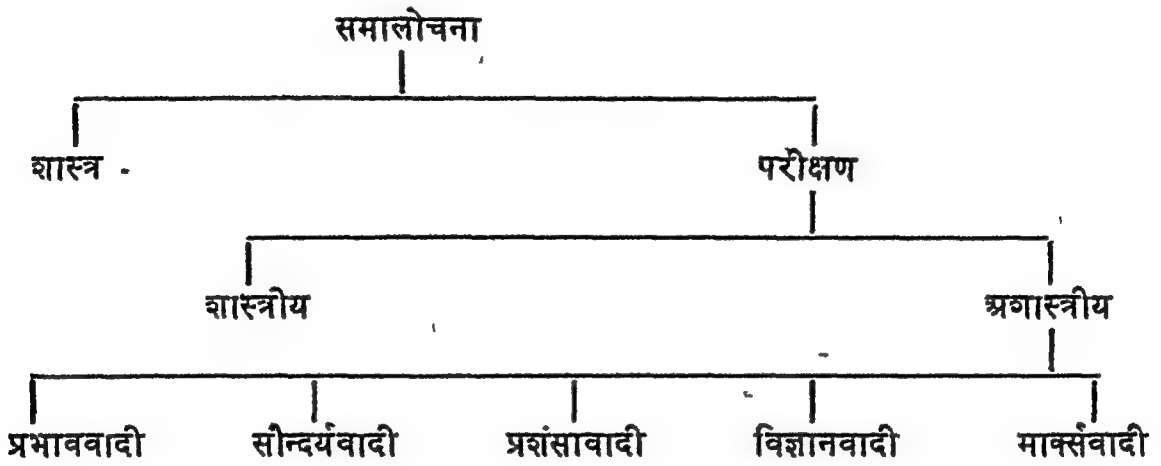 समालोचना
शास्त्र परीक्षण
शास्त्रीय अशास्त्रीय
प्रभाववादी सौन्दर्यवादी प्रशंसावादी विज्ञानवादी मार्क्सवादी